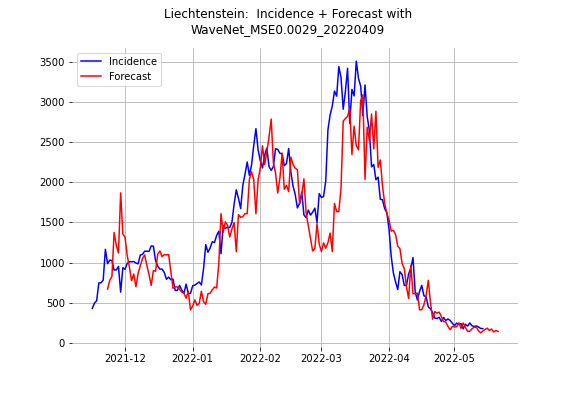 Liechtenstein:  Incidence + Forecast with
WaveNet_MSE0.0029_20220409
Incidence
Forecast
3500
3000
2500
2000
1500
1000
500
0
2021-12 2022-01 2022-02 2022-03 2022-04 2022-05